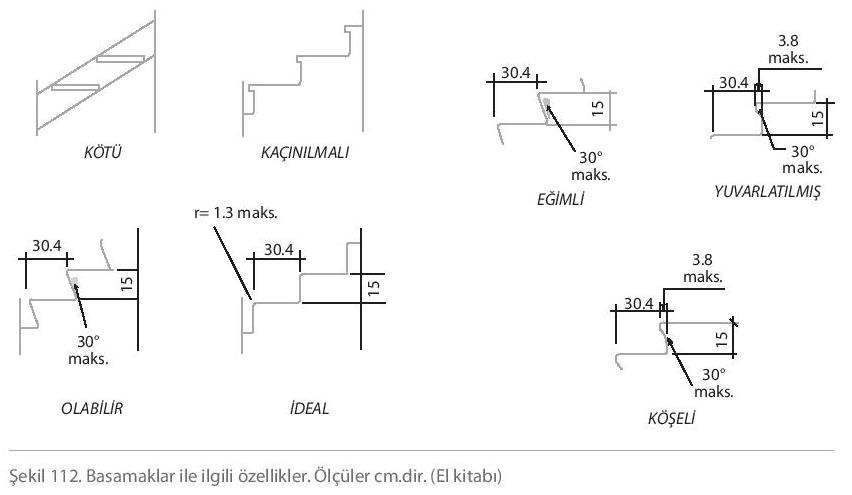 KÖTÜ
KAÇINILMALI
30.4
15
30°
maks.
EĞİMLİ
3.8
maks.
30.4
15
30°
maks.
YUVARLATILMIŞ
30.4
15
30°
maks.
OLABİLİR
r= 1.3 maks.
30.4
15
İDEAL
3.8
maks.
30.4
15
30°
maks.
KÖŞELİ
Şekil 112. Basamaklar ile ilgili özellikler. Ölçüler cm.dir. (El kitabı)